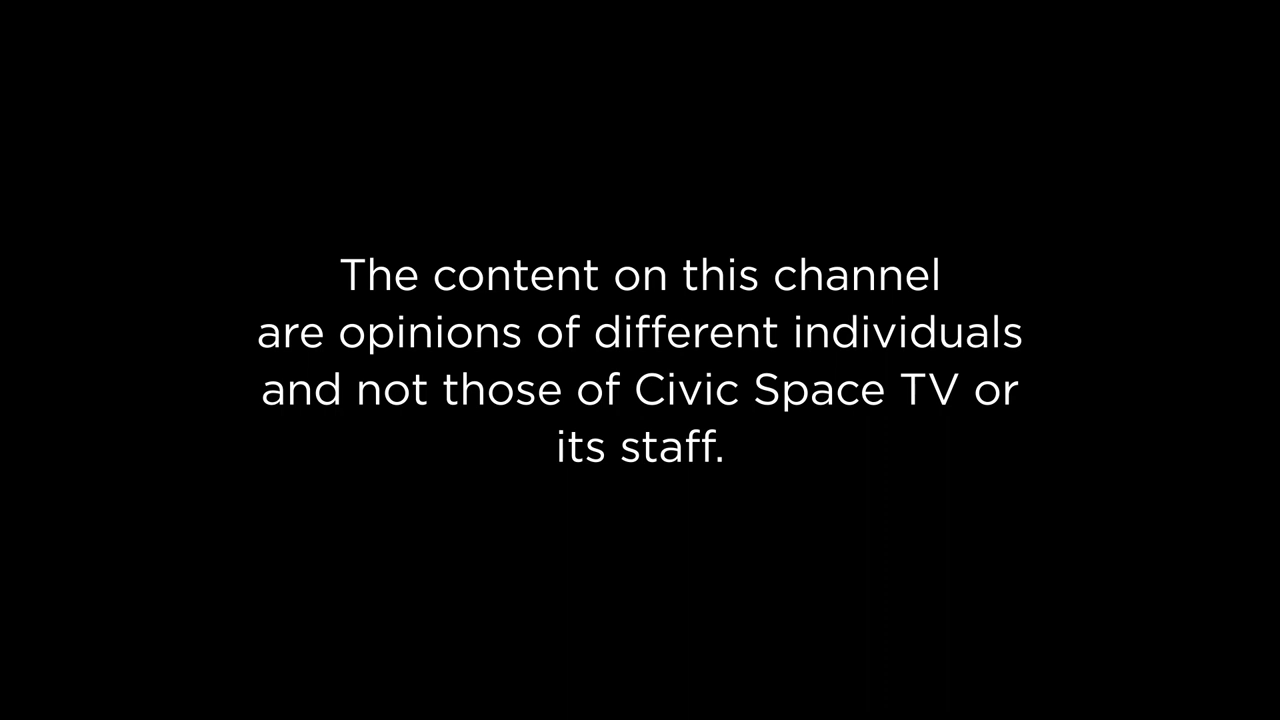 The content on this channel
are opinions of different individuals
and not those of Civic Space TV or
its staff.